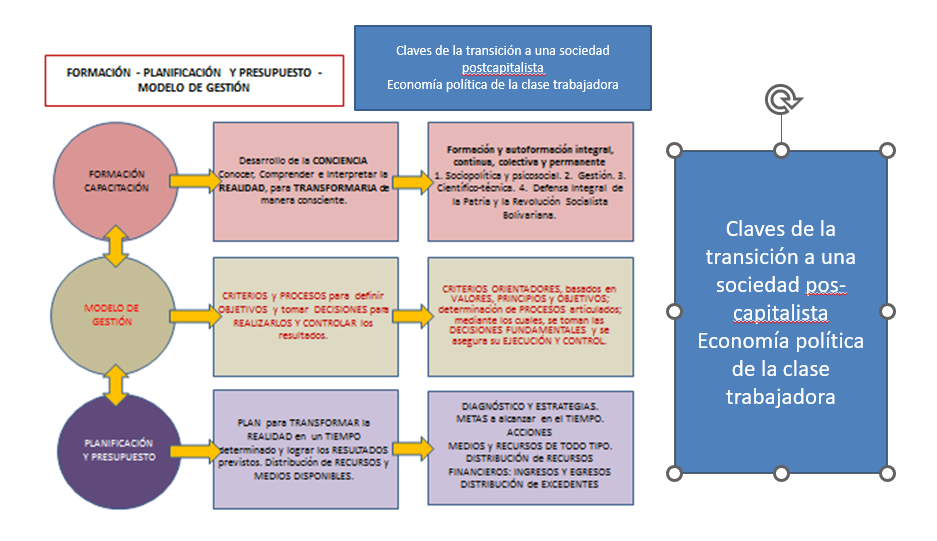 FORMACIÓN - PLANIFICACIÓN Y PRESUPUESTO -
MODELO DE GESTIÓN
Claves de la transición a una sociedad
postcapitalista
Economía política de la clase trabajadora
FORMACIÓN
CAPACITACIÓN
Desarrollo de la CONCIENCIA
Conocer, Comprender e Interpretar la
REALIDAD, para TRANSFORMARIA de
manera consciente.
Formación y autoformación integral,
continua, colectiva y permanente
1. Sociopolítica y psicosocial. 2. Gestión. 3.
Científico-técnica. 4. Defensa Integral de
la Patria y la Revolución Socialista
Bolivariana.
MODELO DE
GESTIÓN
CRITERIOS y PROCESOS para definir
OBJETIVOS y tomar DECISIONES para
REALIZARLOS Y CONTROLAR los
resultados.
CRITERIOS ORIENTADORES, basados en
VALORES, PRINCIPIOS y OBJETIVOS;
determinación de PROCESOS articulados;
mediante los cuales, se toman las
DECISIONES FUNDAMENTALES y se
asegura su EJECUCIÓN Y CONTROL.
PLANIFICACIÓN
Y PRESUPUESTO
PLAN para TRANSFORMAR la
REALIDAD en un TIEMPO
determinado y lograr los RESULTADOS
previstos. Distribución de RECURSOS y
MEDIOS DISPONIBLES.
DIAGNÓSTICO Y ESTRATEGIAS.
METAS a alcanzar en el TIEMPO.
ACCIONES
MEDIOS y RECURSOS DE TODO TIPO.
DISTRIBUCIÓN de RECURSOS
FINANCIEROS: INGRESOS Y EGRESOS
DISTRIBUCIÓN de EXCEDENTES
Claves de la
transición a una
sociedad pos-
capitalista
Economía política
de la clase
trabajadora